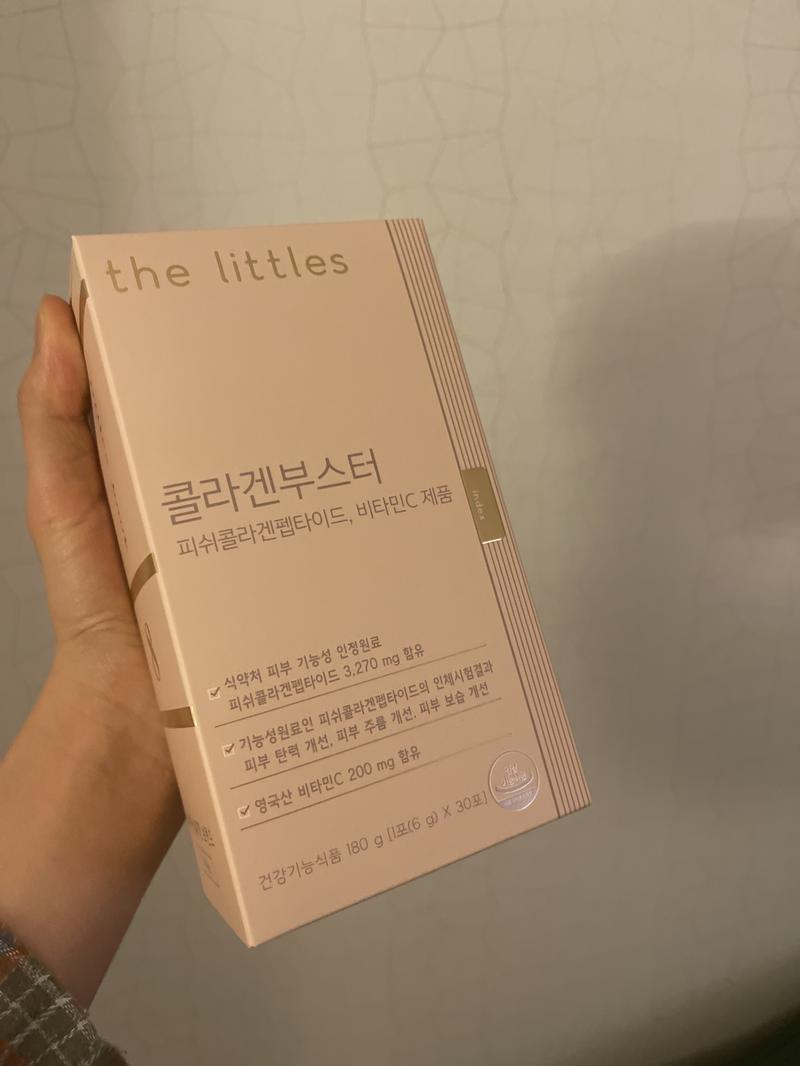 the littles
콜라겐부스터
피쉬콜라겐펩타이드, 비타민C 제품
index
식약처 피부 기능성 인정원료
피쉬콜라겐펩타이드 3,270 mg 함유
기능성원료인 피쉬콜라겐펩타이드의 인체시험결과
피부 탄력 개선, 피부 주름 개선, 피부 보습 개선
영국산 비타민C 200 mg 함유
건강기능식품 180 g [1포(6 g) X 30포]